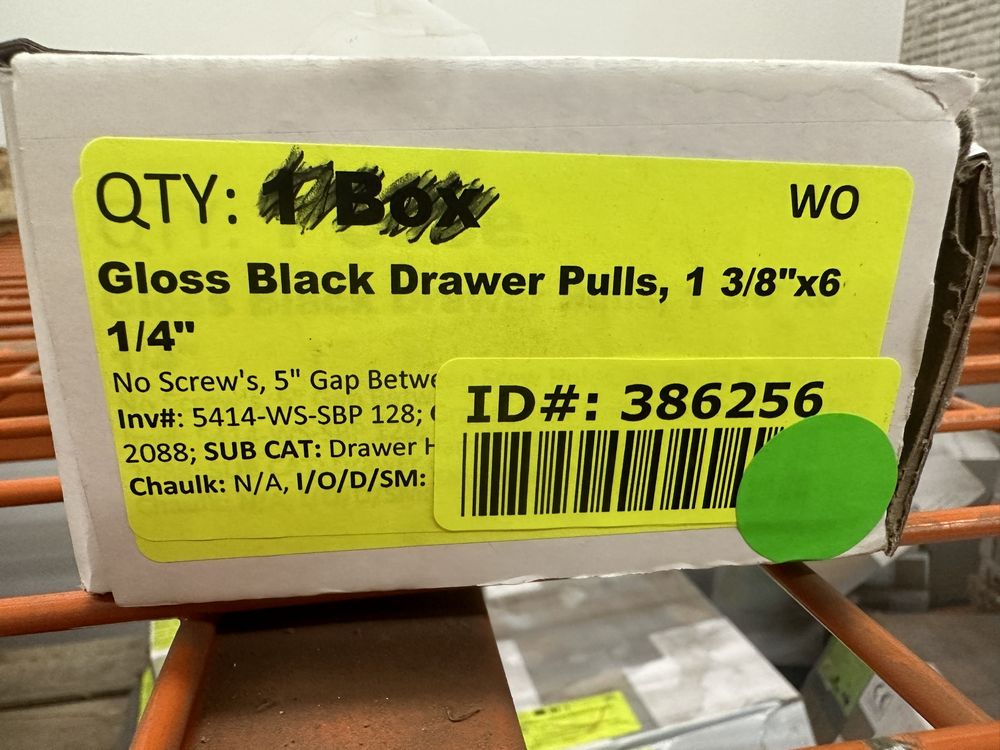 QTY: 1 Box
WO
Gloss Black Drawer Pulls, 1 3/8"x6
1/4"
No Screw's, 5" Gap Betwe
Inv#: 5414-WS-SBP 128;
2088; SUB CAT: Drawer H
Chaulk: N/A, I/O/D/SM:
ID#: 386256